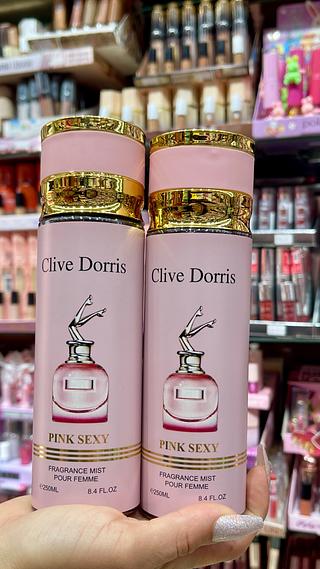 Clive Dorris
PINK SEXY
FRAGRANCE MIST
POUR FEMME
℮250ML 8.4 FL.OZ
Clive Dorris
PINK SEXY
FRAGRANCE MIST
POUR FEMME
℮250ML 8.4 FL.OZ